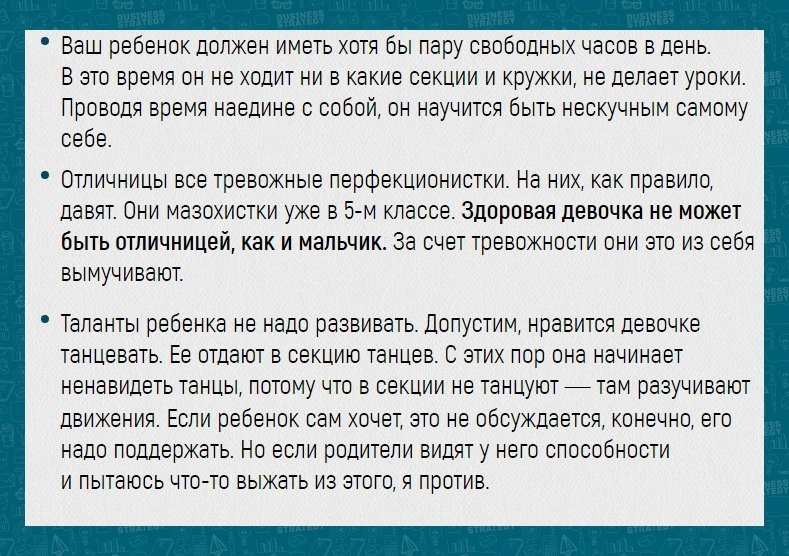 BUSINESS
STRATEGY
• Ваш ребенок должен иметь хотя бы пару свободных часов в день.
В это время он не ходит ни в какие секции и кружки, не делает уроки.
Проводя время наедине с собой, он научится быть нескучным самому
себе.
• Отличницы все тревожные перфекционистки. На них, как правило,
давят. Они мазохистки уже в 5-м классе. Здоровая девочка не может
быть отличницей, как и мальчик. За счет тревожности они это из себя
вымучивают.
• Таланты ребенка не надо развивать. Допустим, нравится девочке
танцевать. Ее отдают в секцию танцев. С этих пор она начинает
ненавидеть танцы, потому что в секции не танцуют — там разучивают
движения. Если ребенок сам хочет, это не обсуждается, конечно, его
надо поддержать. Но если родители видят у него способности
и пытаюсь что-то выжать из этого, я против.